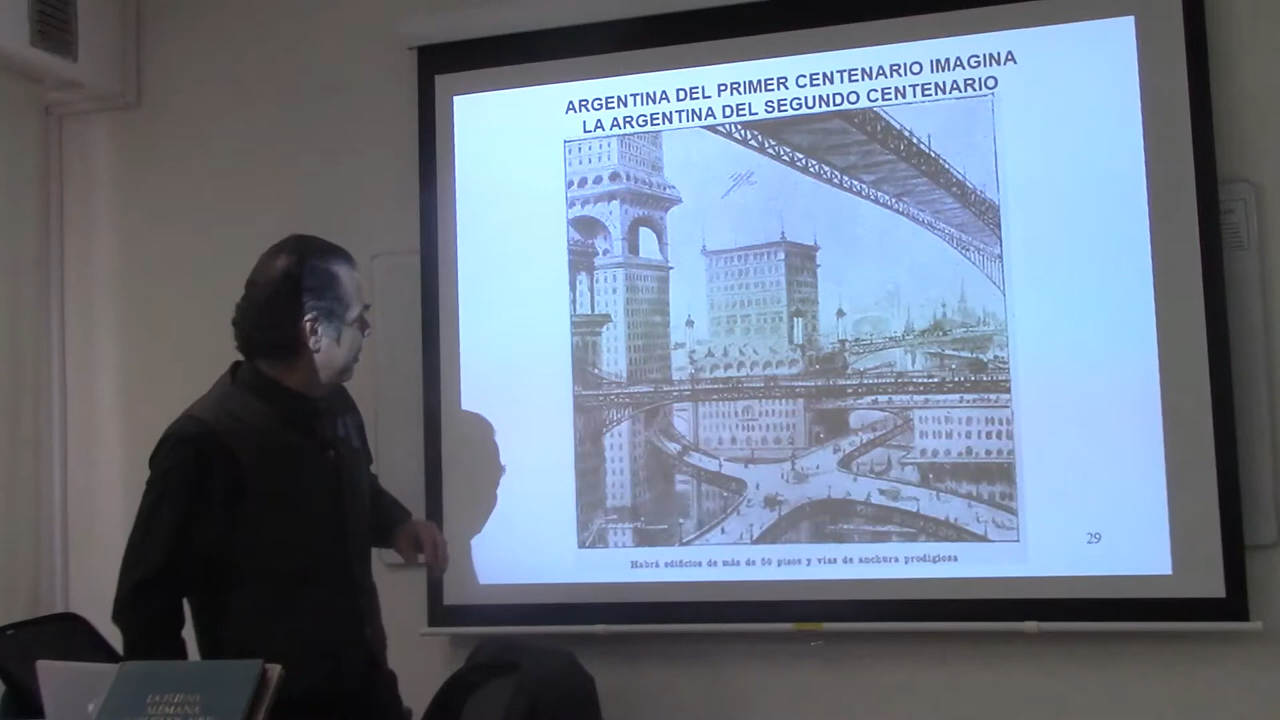 ARGENTINA DEL PRIMER CENTENARIO IMAGINA
LA ARGENTINA DEL SEGUNDO CENTENARIO
Habrá edificios de más de 50 pisos y vías de anchura prodigiosa
29
ALEMANA